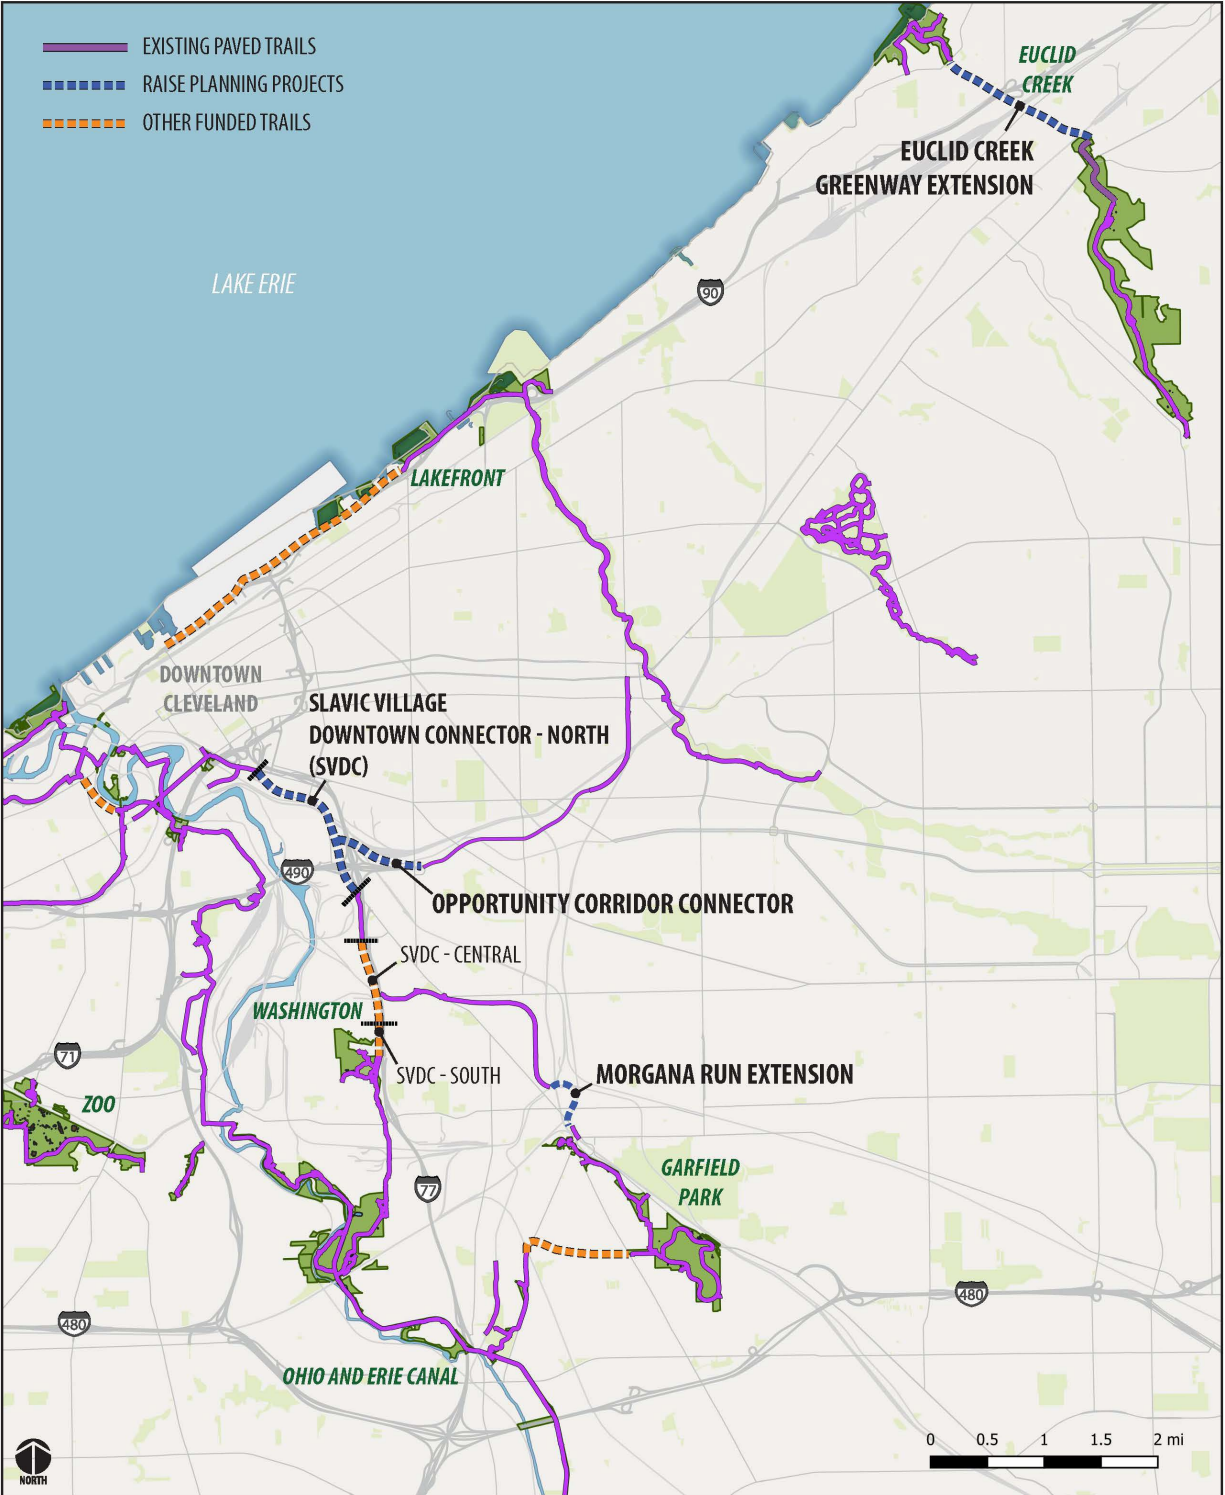 EXISTING PAVED TRAILS
RAISE PLANNING PROJECTS
OTHER FUNDED TRAILS
EUCLID
CREEK
EUCLID CREEK
GREENWAY EXTENSION
LAKE ERIE
90
LAKEFRONT
DOWNTOWN
CLEVELAND
SLAVIC VILLAGE
DOWNTOWN CONNECTOR - NORTH
(SVDC)
490
OPPORTUNITY CORRIDOR CONNECTOR
SVDC - CENTRAL
WASHINGTON
71
SVDC - SOUTH
MORGANA RUN EXTENSION
ZOO
GARFIELD
PARK
77
480
480
OHIO AND ERIE CANAL
0 0.5 1 1.5 2 mi
NORTH